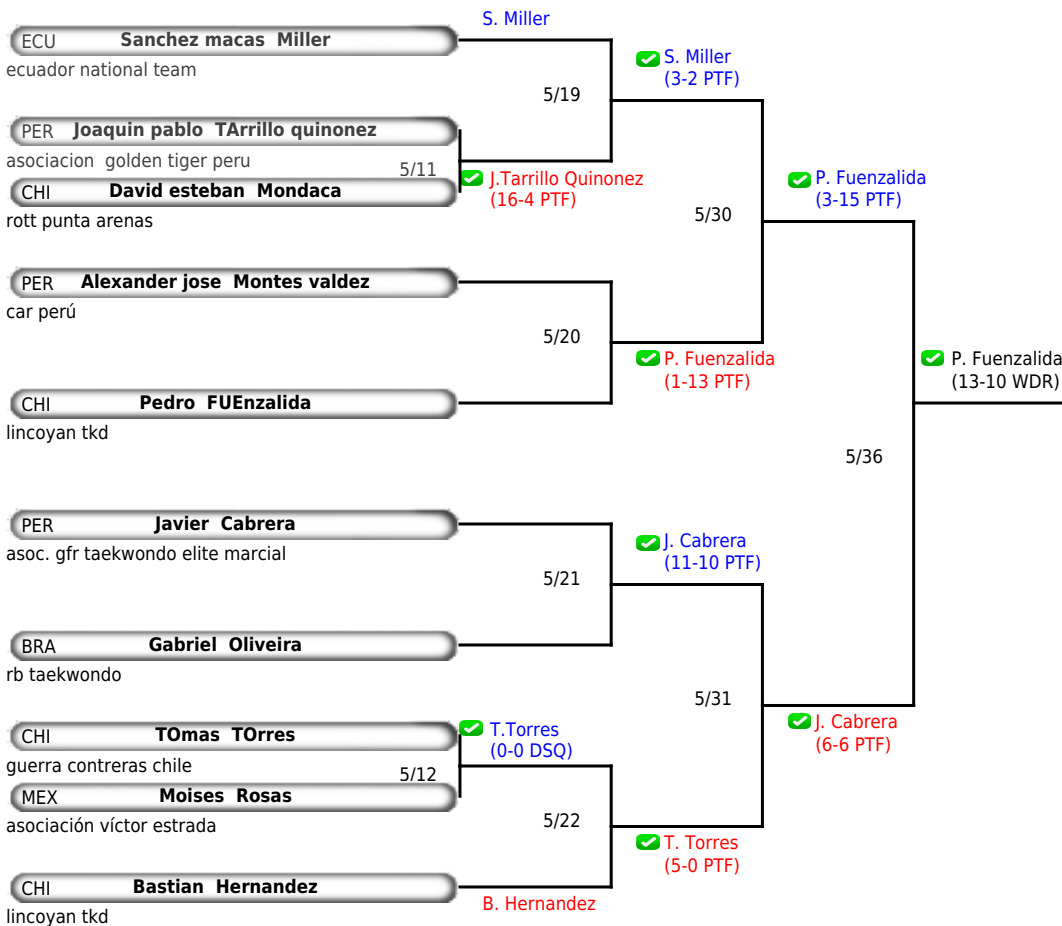 S. Miller
ECU Sanchez macas Miller
ecuador national team
S. Miller
(3-2 PTF)
5/19
PER Joaquin pablo TArrillo quinonez
asociacion golden tiger peru
5/11
J.Tarrillo Quinonez
(16-4 PTF)
CHI David esteban Mondaca
rott punta arenas
P. Fuenzalida
(3-15 PTF)
5/30
PER Alexander jose Montes valdez
car perú
5/20
P. Fuenzalida
(1-13 PTF)
P. Fuenzalida
(13-10 WDR)
CHI Pedro FUEnzalida
lincoyan tkd
5/36
PER Javier Cabrera
asoc. gfr taekwondo elite marcial
J. Cabrera
(11-10 PTF)
5/21
BRA Gabriel Oliveira
rb taekwondo
5/31
J. Cabrera
(6-6 PTF)
CHI TOmas TOrres
guerra contreras chile
T.Torres
(0-0 DSQ)
5/12
MEX Moises Rosas
asociación víctor estrada
5/22
T. Torres
(5-0 PTF)
CHI Bastian Hernandez
B. Hernandez
lincoyan tkd